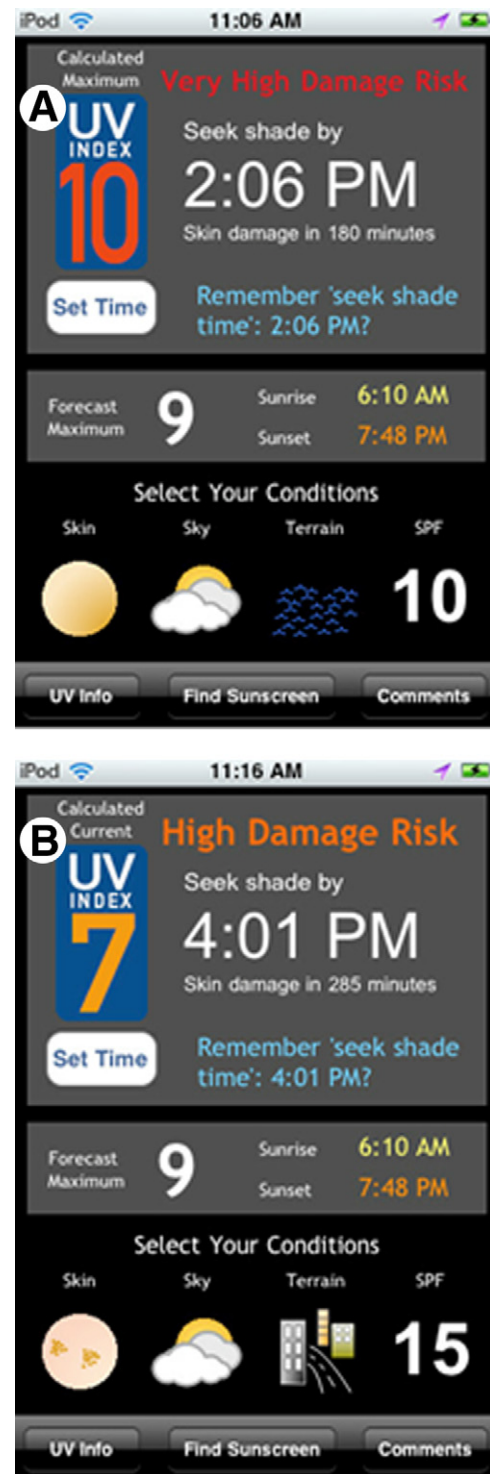 iPod 11:06 AM
Calculated
Maximum
Very High Damage Risk
A
UV
INDEX
10
Seek shade by
2:06 PM
Skin damage in 180 minutes
Set Time
Remember 'seek shade
time': 2:06 PM?
Forecast
Maximum
9
Sunrise 6:10 AM
Sunset 7:48 PM
Select Your Conditions
Skin Sky Terrain SPF
10
UV Info Find Sunscreen Comments
iPod 11:16 AM
Calculated
Current
High Damage Risk
B
UV
INDEX
7
Seek shade by
4:01 PM
Skin damage in 285 minutes
Set Time
Remember 'seek shade
time': 4:01 PM?
Forecast
Maximum
9
Sunrise 6:10 AM
Sunset 7:48 PM
Select Your Conditions
Skin Sky Terrain SPF
15
UV Info Find Sunscreen Comments